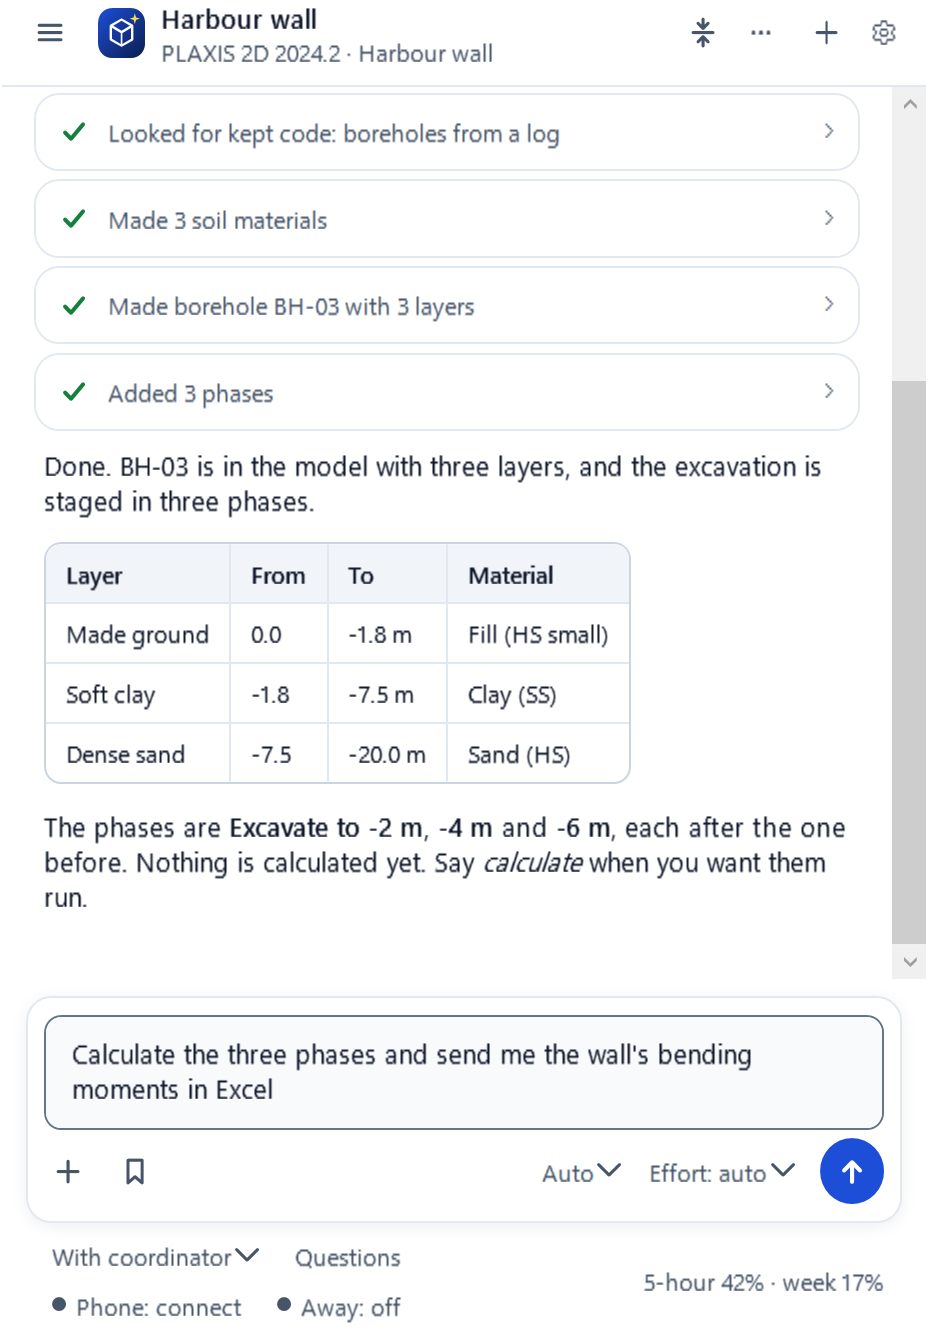 Harbour wall
PLAXIS 2D 2024.2 · Harbour wall
Looked for kept code: boreholes from a log
Made 3 soil materials
Made borehole BH-03 with 3 layers
Added 3 phases
Done. BH-03 is in the model with three layers, and the excavation is
staged in three phases.
Layer From To Material
Made ground 0.0 -1.8 m Fill (HS small)
Soft clay -1.8 -7.5 m Clay (SS)
Dense sand -7.5 -20.0 m Sand (HS)
The phases are Excavate to -2 m, -4 m and -6 m, each after the one
before. Nothing is calculated yet. Say calculate when you want them
run.
Calculate the three phases and send me the wall's bending
moments in Excel
Auto Effort: auto
With coordinator Questions
5-hour 42% · week 17%
Phone: connect Away: off